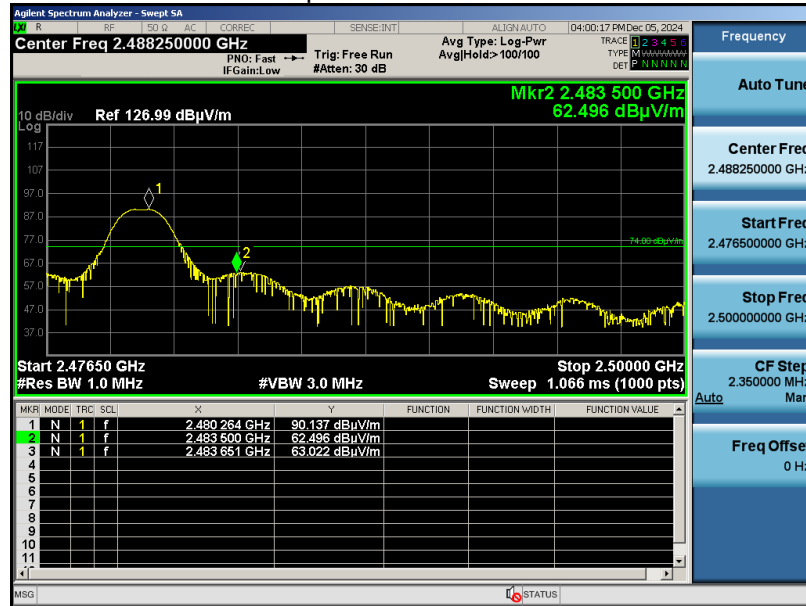 Agilent Spectrum Analyzer - Swept SA
LXI R RF 50 Ω AC CORREC SENSE:INT ALIGN AUTO 04:00:17 PM Dec 05, 2024
Center Freq 2.488250000 GHz
PNO: Fast
IFGain:Low
Trig: Free Run
#Atten: 30 dB
Avg Type: Log-Pwr
Avg|Hold:>100/100
TRACE 1 2 3 4 5 6
TYPE M
DET P N N N N N
Mkr2 2.483 500 GHz
62.496 dBµV/m
10 dB/div Ref 126.99 dBµV/m
Log
117
107
97.0
87.0
77.0
67.0
57.0
47.0
37.0
1
2
74.00 dBµV/m
Start 2.47650 GHz Stop 2.50000 GHz
#Res BW 1.0 MHz #VBW 3.0 MHz Sweep 1.066 ms (1000 pts)
MKR MODE TRC SCL X Y FUNCTION FUNCTION WIDTH FUNCTION VALUE
1 N 1 f 2.480 264 GHz 90.137 dBµV/m
2 N 1 f 2.483 500 GHz 62.496 dBµV/m
3 N 1 f 2.483 651 GHz 63.022 dBµV/m
4
5
6
7
8
9
10
11
MSG STATUS
Frequency
Auto Tune
Center Freq
2.488250000 GHz
Start Freq
2.476500000 GHz
Stop Freq
2.500000000 GHz
CF Step
2.350000 MHz
Auto Man
Freq Offset
0 Hz